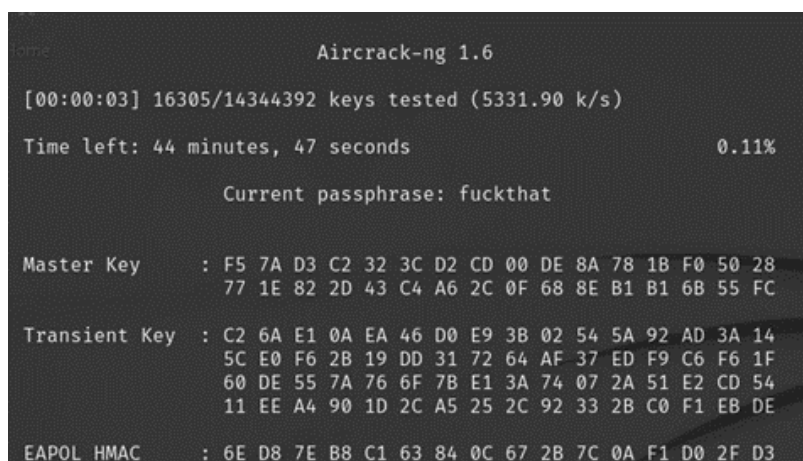 Home
Aircrack-ng 1.6
[00:00:03] 16305/14344392 keys tested (5331.90 k/s)
Time left: 44 minutes, 47 seconds 0.11%
Current passphrase: fuckthat
Master Key : F5 7A D3 C2 32 3C D2 CD 00 DE 8A 78 1B F0 50 28
77 1E 82 2D 43 C4 A6 2C 0F 68 8E B1 B1 6B 55 FC
Transient Key : C2 6A E1 0A EA 46 D0 E9 3B 02 54 5A 92 AD 3A 14
5C E0 F6 2B 19 DD 31 72 64 AF 37 ED F9 C6 F6 1F
60 DE 55 7A 76 6F 7B E1 3A 74 07 2A 51 E2 CD 54
11 EE A4 90 1D 2C A5 25 2C 92 33 2B C0 F1 EB DE
EAPOL HMAC : 6E D8 7E B8 C1 63 84 0C 67 2B 7C 0A F1 D0 2F D3